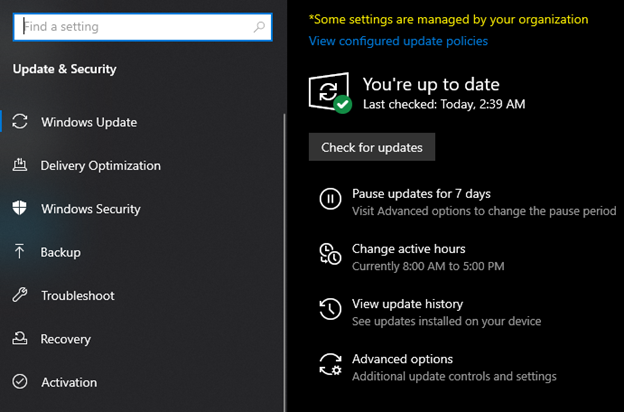 Find a setting
Update & Security
Windows Update
Delivery Optimization
Windows Security
Backup
Troubleshoot
Recovery
Activation
*Some settings are managed by your organization
View configured update policies
You're up to date
Last checked: Today, 2:39 AM
Check for updates
Pause updates for 7 days
Visit Advanced options to change the pause period
Change active hours
Currently 8:00 AM to 5:00 PM
View update history
See updates installed on your device
Advanced options
Additional update controls and settings